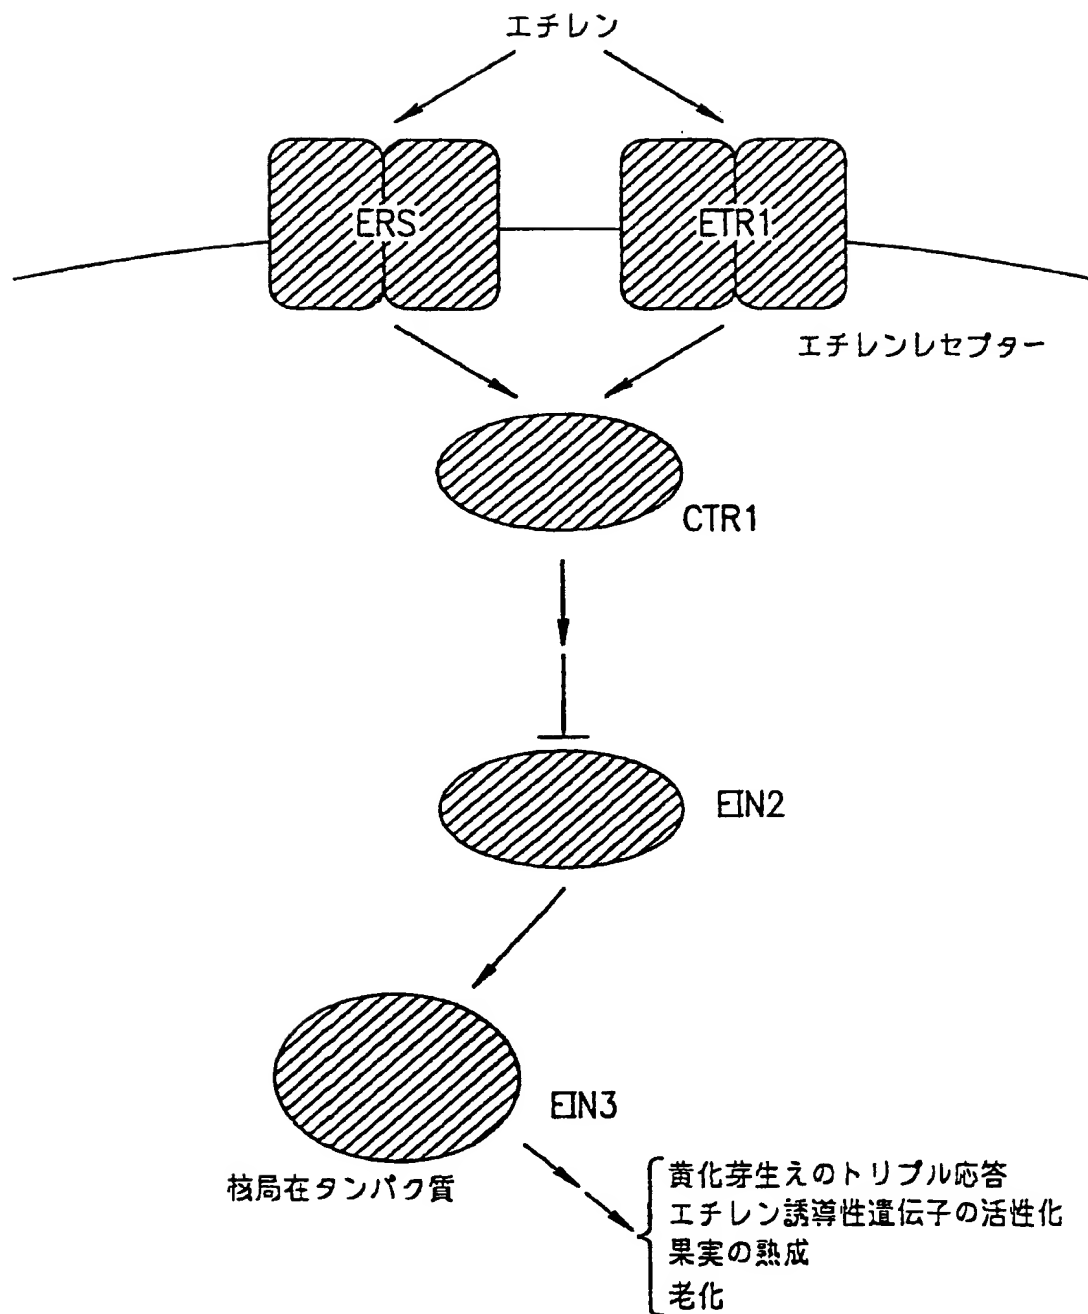 エチレン
ERS
ETR1
エチレンレセプター
CTR1
EIN2
EIN3
核局在タンパク質
黄化芽生えのトリプル応答
エチレン誘導性遺伝子の活性化
果実の熟成
老化